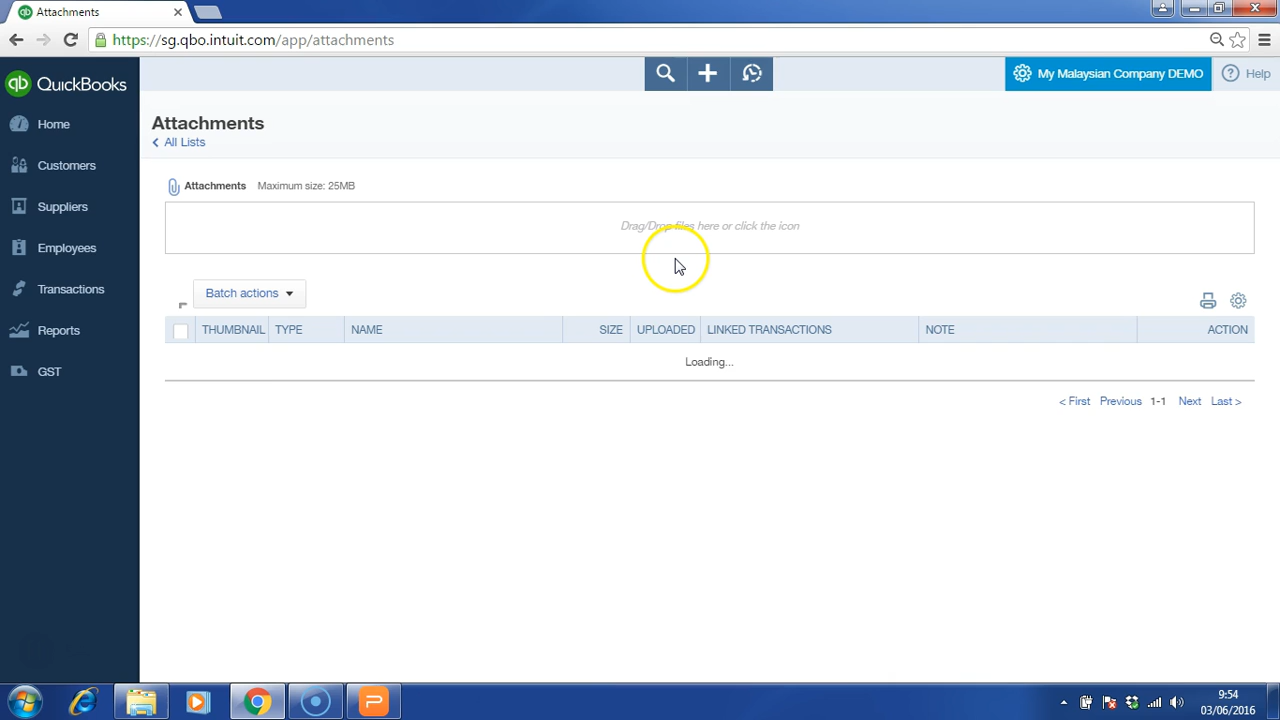 Attachments
https://sg.qbo.intuit.com/app/attachments
qb QuickBooks
My Malaysian Company DEMO
Help
Home
Customers
Suppliers
Employees
Transactions
Reports
GST
Attachments
All Lists
Attachments Maximum size: 25MB
Drag/Drop files here or click the icon
Batch actions
THUMBNAIL TYPE NAME SIZE UPLOADED LINKED TRANSACTIONS NOTE ACTION
Loading...
< First Previous 1-1 Next Last >
9:54
03/06/2016